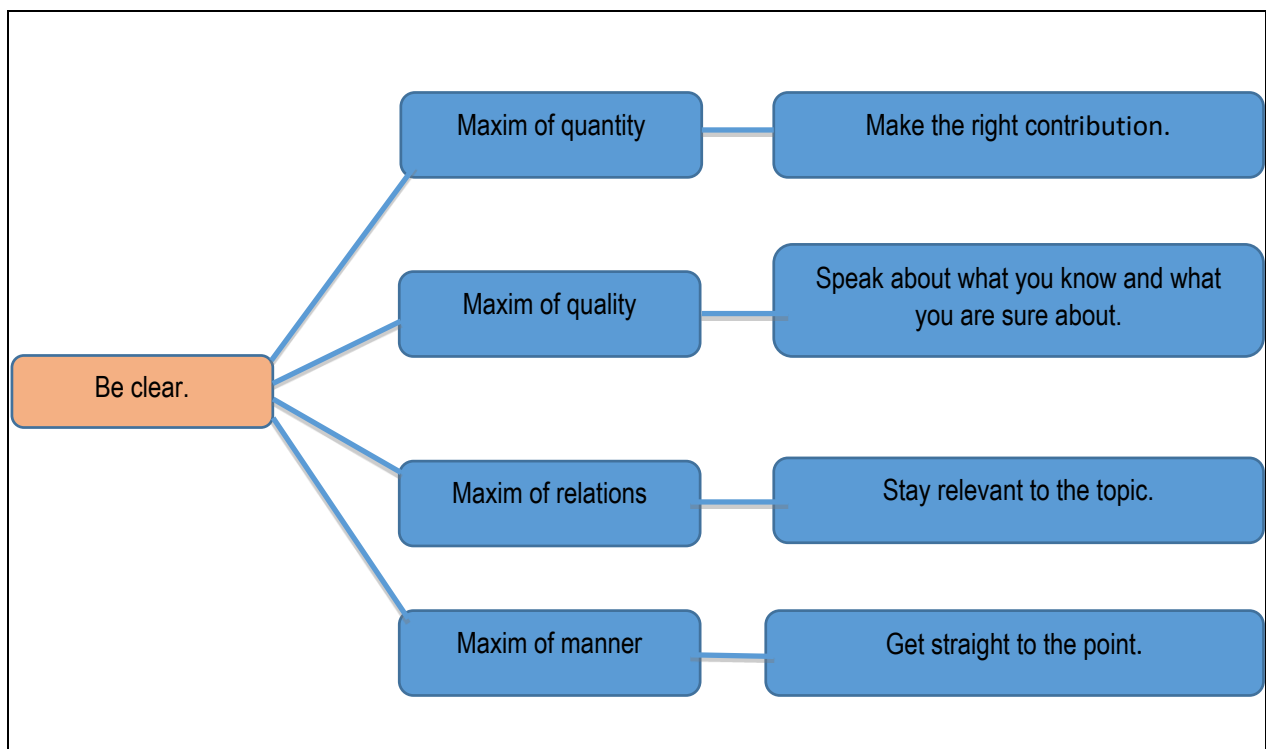 Maxim of quantity
Make the right contribution.
Maxim of quality
Speak about what you know and what
you are sure about.
Be clear.
Maxim of relations
Stay relevant to the topic.
Maxim of manner
Get straight to the point.